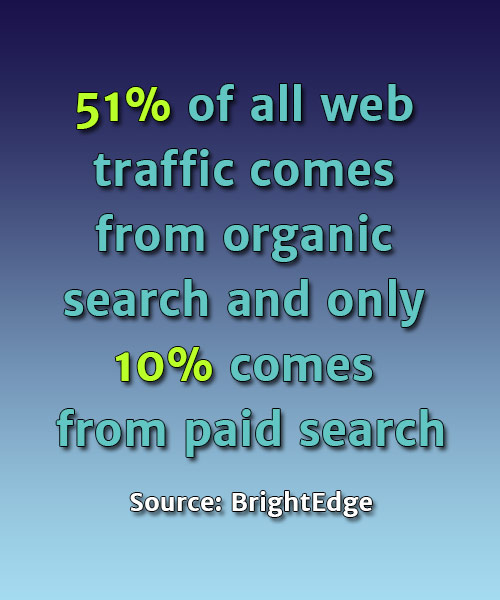 51% of all web
traffic comes
from organic
search and only
10% comes
from paid search
Source: BrightEdge